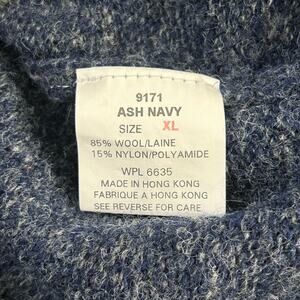 9171
ASH NAVY
SIZE XL
85% WOOL/LAINE
15% NYLON/POLYAMIDE
WPL 6635
MADE IN HONG KONG
FABRIQUE A HONG KONG
SEE REVERSE FOR CARE